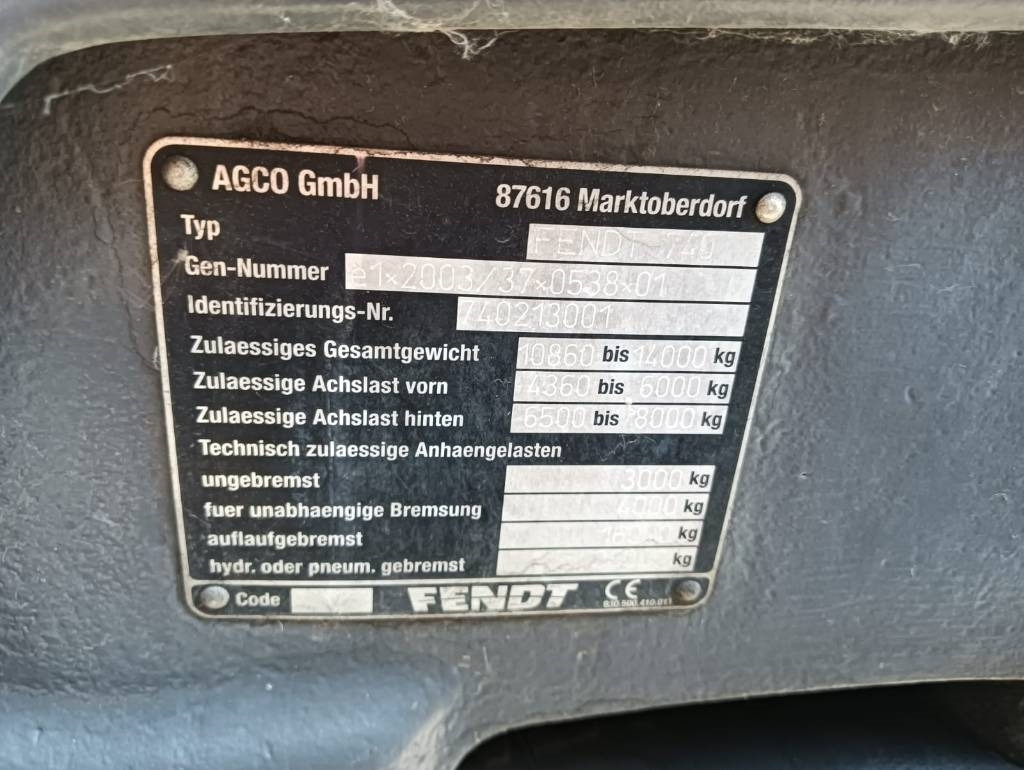 AGCO GmbH
87616 Marktoberdorf
Typ FENDT
Gen-Nummer e1×2003/37×0538×01
Identifizierungs-Nr. 740213001
Zulaessiges Gesamtgewicht 10860 bis 14000 kg
Zulaessige Achslast vorn 4360 bis 6000 kg
Zulaessige Achslast hinten 6500 bis 8000 kg
Technisch zulaessige Anhaengelasten
ungebremst 3000 kg
fuer unabhaengige Bremsung kg
auflaufgebremst kg
hydr. oder pneum. gebremst kg
Code FENDT CE